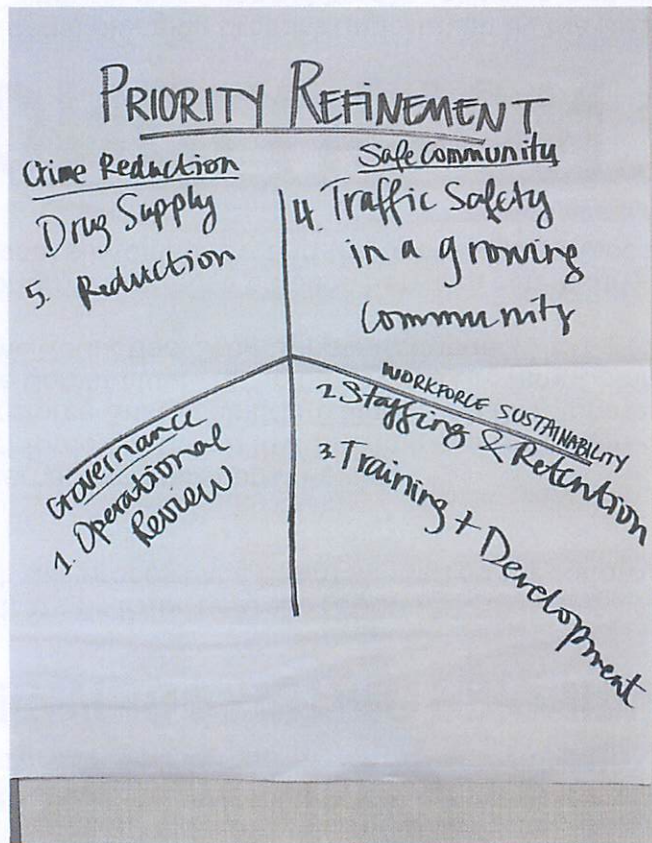 PRIORITY REFINEMENT
Crime Reduction
Drug Supply
5. Reduction
Safe Community
4. Traffic Safety
in a growing
community
Governance
1. Operational
Review
WORKFORCE SUSTAINABILITY
2. Staffing & Retention
3. Training + Development